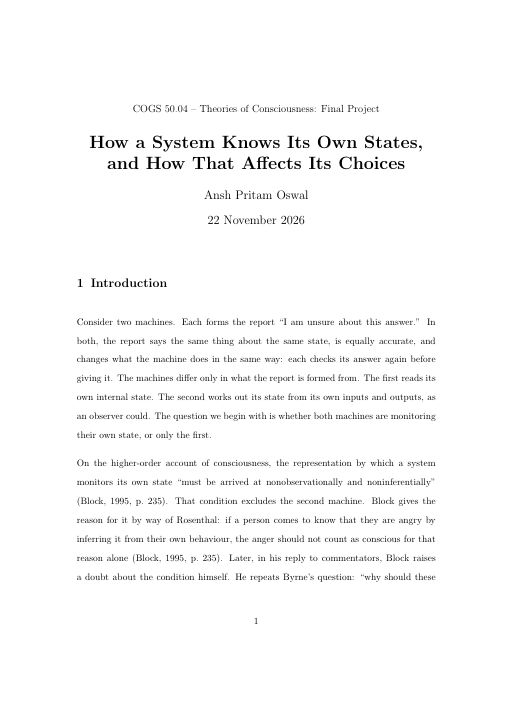 COGS 50.04 – Theories of Consciousness: Final Project
How a System Knows Its Own States,
and How That Affects Its Choices
Ansh Pritam Oswal
22 November 2026
1 Introduction
Consider two machines. Each forms the report “I am unsure about this answer.” In
both, the report says the same thing about the same state, is equally accurate, and
changes what the machine does in the same way: each checks its answer again before
giving it. The machines differ only in what the report is formed from. The first reads its
own internal state. The second works out its state from its own inputs and outputs, as
an observer could. The question we begin with is whether both machines are monitoring
their own state, or only the first.
On the higher-order account of consciousness, the representation by which a system
monitors its own state “must be arrived at nonobservationally and noninferentially”
(Block, 1995, p. 235). That condition excludes the second machine. Block gives the
reason for it by way of Rosenthal: if a person comes to know that they are angry by
inferring it from their own behaviour, the anger should not count as conscious for that
reason alone (Block, 1995, p. 235). Later, in his reply to commentators, Block raises
a doubt about the condition himself. He repeats Byrne’s question: “why should these
1